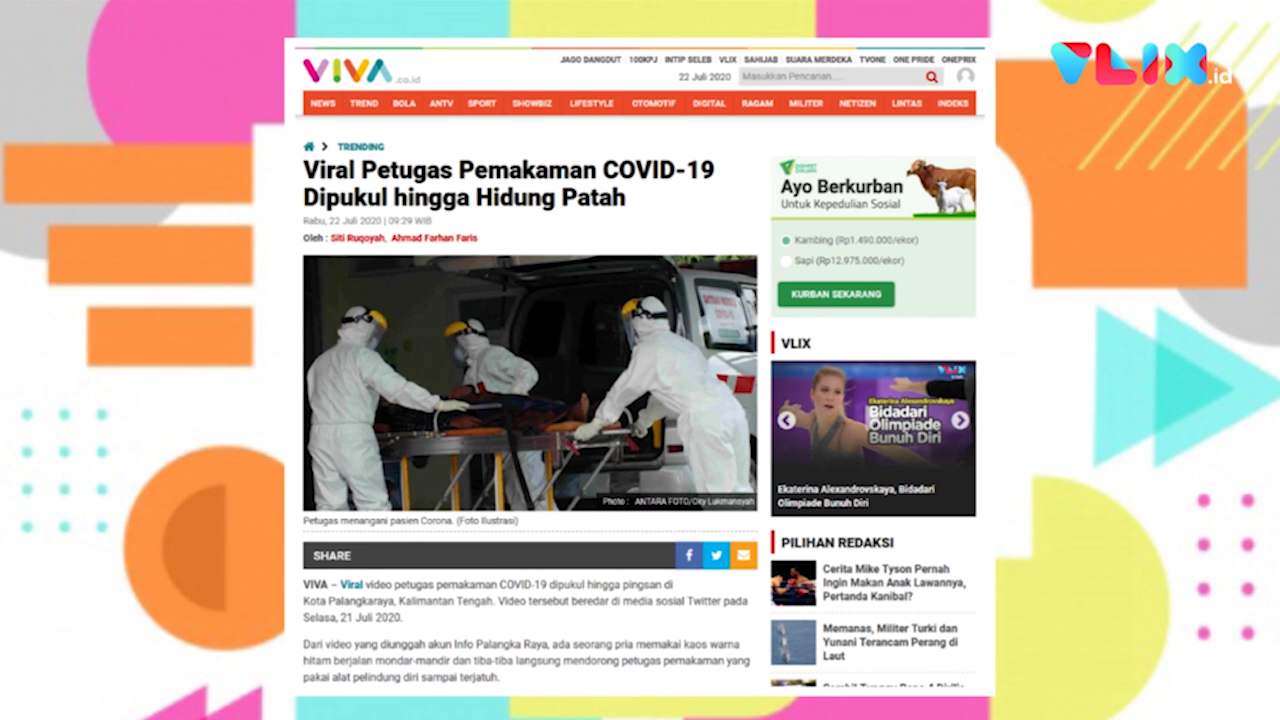 VLIX.id
VIVA.co.id
JAGO DANGDUT 100KPJ INTIP SELEB VLIX SAHIJAB SUARA MERDEKA TVONE ONE PRIDE ONEPRIX
22 Juli 2020 Masukkan Pencarian....
NEWS TREND BOLA ANTV SPORT SHOWBIZ LIFESTYLE OTOMOTIF DIGITAL RAGAM MILITER NETIZEN LINTAS INDEKS
TRENDING
Viral Petugas Pemakaman COVID-19
Dipukul hingga Hidung Patah
Rabu, 22 Juli 2020 | 09:29 WIB
Oleh : Siti Ruqoyah, Ahmad Farhan Faris
Photo : ANTARA FOTO/Oky Lukmansyah
Petugas menangani pasien Corona. (Foto Ilustrasi)
SHARE
VIVA – Viral video petugas pemakaman COVID-19 dipukul hingga pingsan di
Kota Palangkaraya, Kalimantan Tengah. Video tersebut beredar di media sosial Twitter pada
Selasa, 21 Juli 2020.
Dari video yang diunggah akun Info Palangka Raya, ada seorang pria memakai kaos warna
hitam berjalan mondar-mandir dan tiba-tiba langsung mendorong petugas pemakaman yang
pakai alat pelindung diri sampai terjatuh.
Ayo Berkurban
Untuk Kepedulian Sosial
Kambing (Rp1.490.000/ekor)
Sapi (Rp12.975.000/ekor)
KURBAN SEKARANG
VLIX
VLIX
Ekaterina Alexandrovskaya
Bidadari
Olimpiade
Bunuh Diri
Ekaterina Alexandrovskaya, Bidadari
Olimpiade Bunuh Diri
PILIHAN REDAKSI
Cerita Mike Tyson Pernah
Ingin Makan Anak Lawannya,
Pertanda Kanibal?
Memanas, Militer Turki dan
Yunani Terancam Perang di
Laut